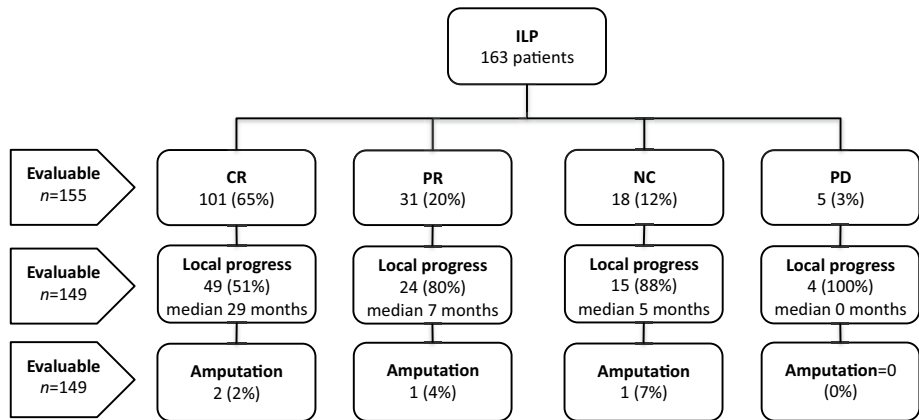 ILP
163 patients
Evaluable
n=155
CR
101 (65%)
PR
31 (20%)
NC
18 (12%)
PD
5 (3%)
Evaluable
n=149
Local progress
49 (51%)
median 29 months
Local progress
24 (80%)
median 7 months
Local progress
15 (88%)
median 5 months
Local progress
4 (100%)
median 0 months
Evaluable
n=149
Amputation
2 (2%)
Amputation
1 (4%)
Amputation
1 (7%)
Amputation=0
(0%)